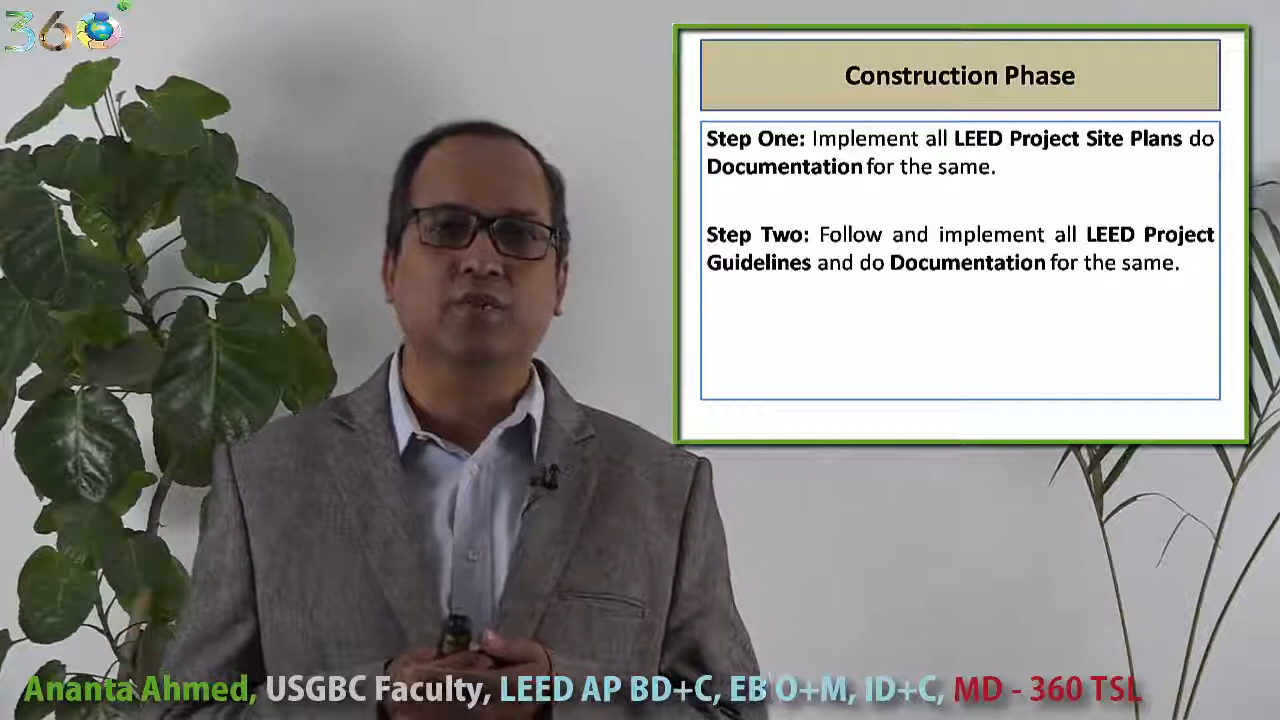 360
Construction Phase
Step One: Implement all LEED Project Site Plans do
Documentation for the same.
Step Two: Follow and implement all LEED Project
Guidelines and do Documentation for the same.
Ananta Ahmed, USGBC Faculty, LEED AP BD+C, EB O+M, ID+C, MD - 360 TSL